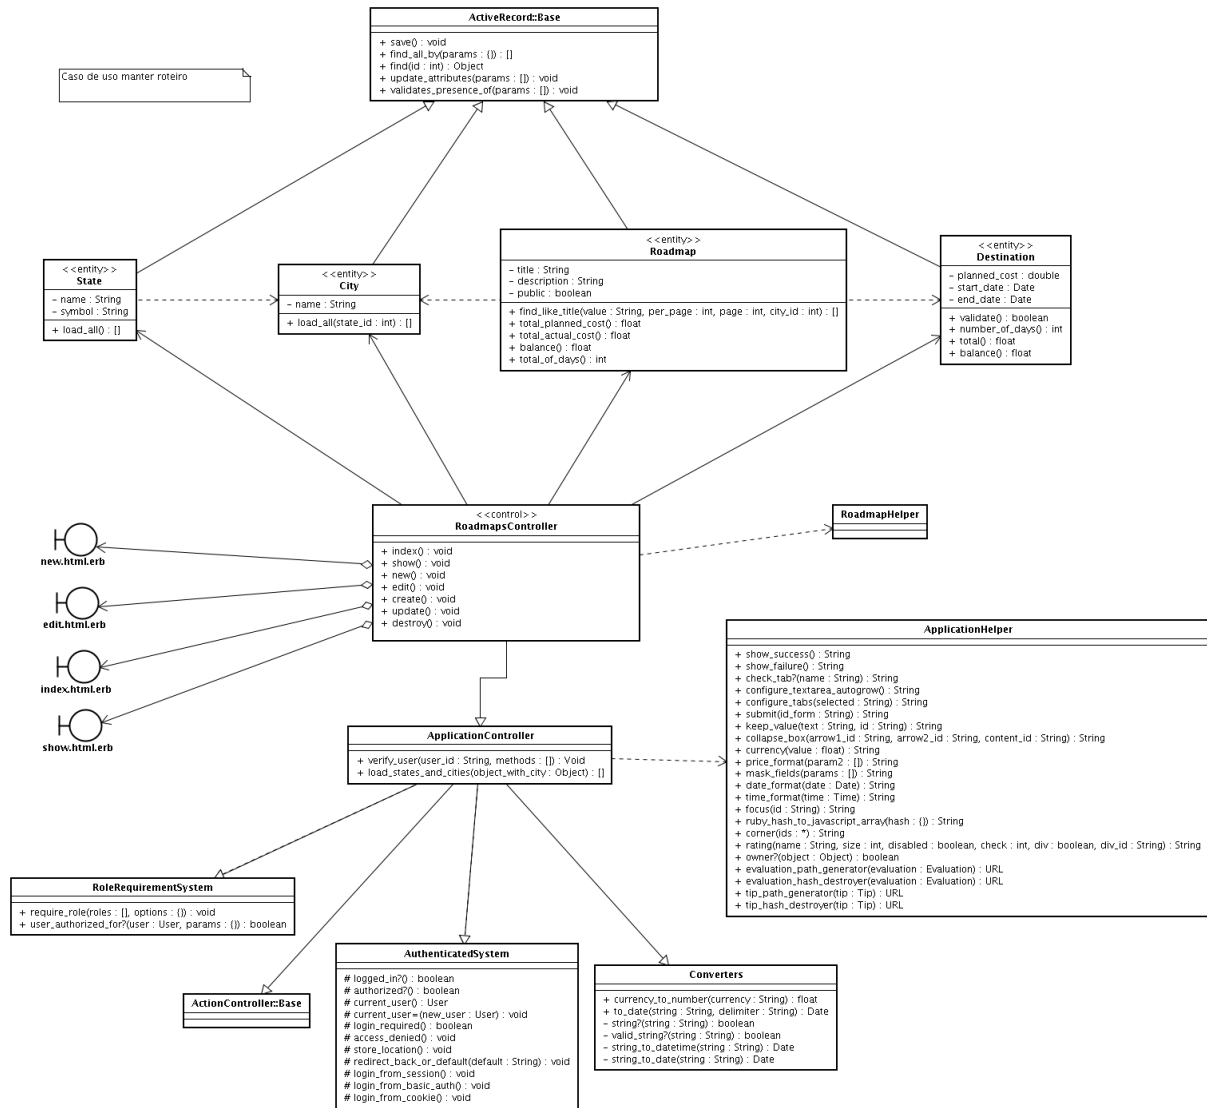 ActiveRecord::Base
+ save() : void
+ find_all_by(params : {}) : []
+ find(id : int) : Object
+ update_attributes(params : []) : void
+ validates_presence_of(params : []) : void
Caso de uso manter roteiro
<<entity>>
State
- name : String
- symbol : String
+ load_all() : []
<<entity>>
City
- name : String
+ load_all(state_id : int) : []
<<entity>>
Roadmap
- title : String
- description : String
- public : boolean
+ find_like_title(value : String, per_page : int, page : int, city_id : int) : []
+ total_planned_cost() : float
+ total_actual_cost() : float
+ balance() : float
+ total_of_days() : int
<<entity>>
Destination
- planned_cost : double
- start_date : Date
- end_date : Date
+ validate() : boolean
+ number_of_days() : int
+ total() : float
+ balance() : float
<<control>>
RoadmapsController
+ index() : void
+ show() : void
+ new() : void
+ edit() : void
+ create() : void
+ update() : void
+ destroy() : void
RoadmapHelper
new.html.erb
edit.html.erb
index.html.erb
show.html.erb
ApplicationHelper
+ show_success() : String
+ show_failure() : String
+ check_tab?(name : String) : String
+ configure_textarea_autogrow() : String
+ configure_tabs(selected : String) : String
+ submit(id_form : String) : String
+ keep_value(text : String, id : String) : String
+ collapse_box(arrow1_id : String, arrow2_id : String, content_id : String) : String
+ currency(value : float) : String
+ price_format(param2 : []) : String
+ mask_fields(params : []) : String
+ date_format(date : Date) : String
+ time_format(time : Time) : String
+ focus(id : String) : String
+ ruby_hash_to_javascript_array(hash : {}) : String
+ corner(ids : *) : String
+ rating(name : String, size : int, disabled : boolean, check : int, div : boolean, div_id : String) : String
+ owner?(object : Object) : boolean
+ evaluation_path_generator(evaluation : Evaluation) : URL
+ evaluation_hash_destroyer(evaluation : Evaluation) : URL
+ tip_path_generator(tip : Tip) : URL
+ tip_hash_destroyer(tip : Tip) : URL
ApplicationController
+ verify_user(user_id : String, methods : []) : Void
+ load_states_and_cities(object_with_city : Object) : []
RoleRequirementSystem
+ require_role(roles : [], options : {}) : void
+ user_authorized_for?(user : User, params : {}) : boolean
ActionController::Base
AuthenticatedSystem
# logged_in?() : boolean
# authorized?() : boolean
# current_user() : User
# current_user=(new_user : User) : void
# login_required() : boolean
# access_denied() : void
# store_location() : void
# redirect_back_or_default(default : String) : void
# login_from_session() : void
# login_from_basic_auth() : void
# login_from_cookie() : void
Converters
+ currency_to_number(currency : String) : float
+ to_date(string : String, delimiter : String) : Date
- string?(string : String) : boolean
- valid_string?(string : String) : boolean
- string_to_datetime(string : String) : Date
- string_to_date(string : String) : Date